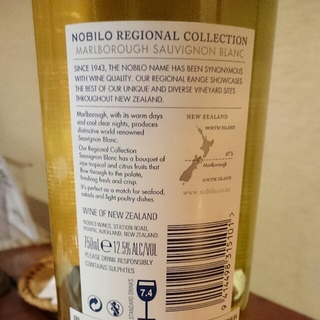 NOBILO REGIONAL COLLECTION
MARLBOROUGH SAUVIGNON BLANC
SINCE 1943, THE NOBILO NAME HAS BEEN SYNONYMOUS
WITH WINE QUALITY. OUR REGIONAL RANGE SHOWCASES
THE BEST OF OUR UNIQUE AND DIVERSE VINEYARD SITES
THROUGHOUT NEW ZEALAND.
Marlborough, with its warm days
and cool clear nights, produces
distinctive world renowned
Sauvignon Blanc.
Our Regional Collection
Sauvignon Blanc has a bouquet of
ripe tropical and citrus fruits that
flow through to the palate,
finishing fresh and crisp.
It's perfect as a match for seafood,
salads and light poultry dishes.
NEW ZEALAND
NORTH ISLAND
41°S
Marlborough
SOUTH ISLAND
www.nobilo.co.nz
WINE OF NEW ZEALAND
NOBILO WINES, STATION ROAD,
HUAPAI, AUCKLAND, NEW ZEALAND.
750mℓ e 12.5% ALC/VOL
PLEASE DRINK RESPONSIBLY
CONTAINS SULPHITES
STANDARD DRINKS
7.4
9 414498 315101